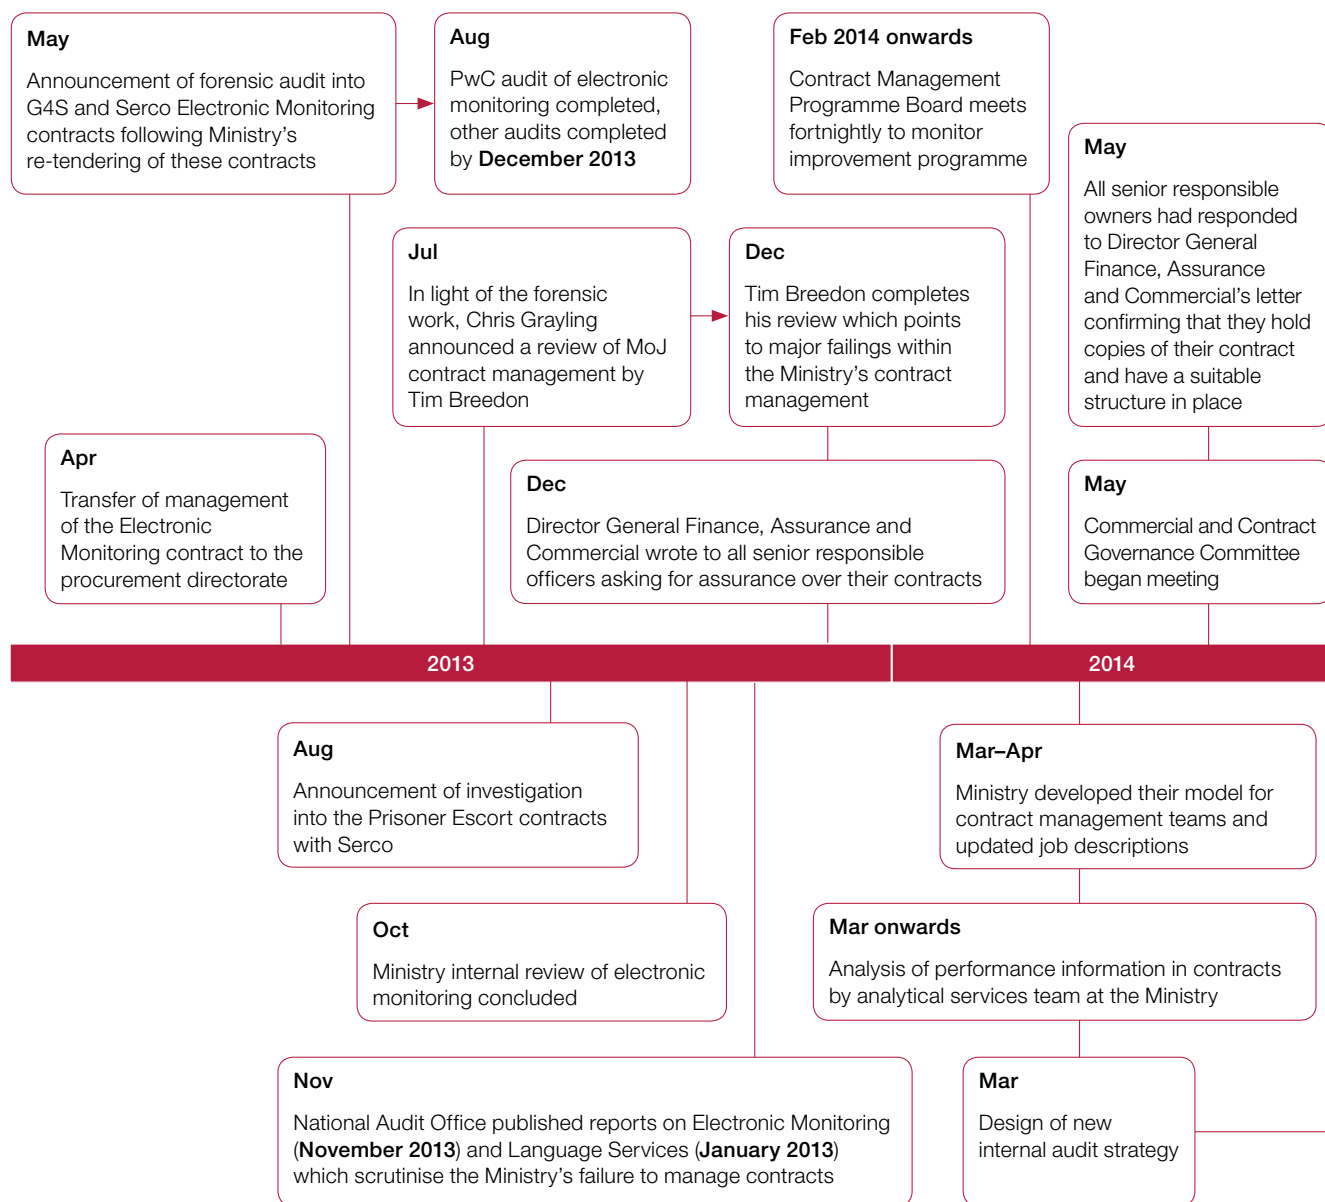 May
Announcement of forensic audit into
G4S and Serco Electronic Monitoring
contracts following Ministry's
re-tendering of these contracts
Aug
PwC audit of electronic
monitoring completed,
other audits completed
by December 2013
Feb 2014 onwards
Contract Management
Programme Board meets
fortnightly to monitor
improvement programme
May
All senior responsible
owners had responded
to Director General
Finance, Assurance
and Commercial's letter
confirming that they hold
copies of their contract
and have a suitable
structure in place
Jul
In light of the forensic
work, Chris Grayling
announced a review of MoJ
contract management by
Tim Breedon
Dec
Tim Breedon completes
his review which points
to major failings within
the Ministry's contract
management
Apr
Transfer of management
of the Electronic
Monitoring contract to the
procurement directorate
Dec
Director General Finance, Assurance and
Commercial wrote to all senior responsible
officers asking for assurance over their contracts
May
Commercial and Contract
Governance Committee
began meeting
2013
2014
Aug
Announcement of investigation
into the Prisoner Escort contracts
with Serco
Mar–Apr
Ministry developed their model for
contract management teams and
updated job descriptions
Oct
Ministry internal review of electronic
monitoring concluded
Mar onwards
Analysis of performance information in contracts
by analytical services team at the Ministry
Nov
National Audit Office published reports on Electronic Monitoring
(November 2013) and Language Services (January 2013)
which scrutinise the Ministry's failure to manage contracts
Mar
Design of new
internal audit strategy